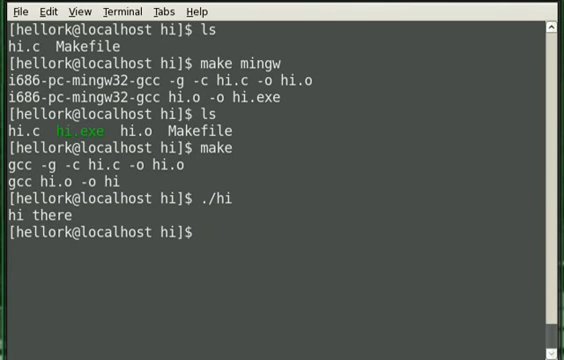 File Edit View Terminal Tabs Help
[hellork@localhost hi]$ ls
hi.c  Makefile
[hellork@localhost hi]$ make mingw
i686-pc-mingw32-gcc -g -c hi.c -o hi.o
i686-pc-mingw32-gcc hi.o -o hi.exe
[hellork@localhost hi]$ ls
hi.c  hi.exe  hi.o  Makefile
[hellork@localhost hi]$ make
gcc -g -c hi.c -o hi.o
gcc hi.o -o hi
[hellork@localhost hi]$ ./hi
hi there
[hellork@localhost hi]$